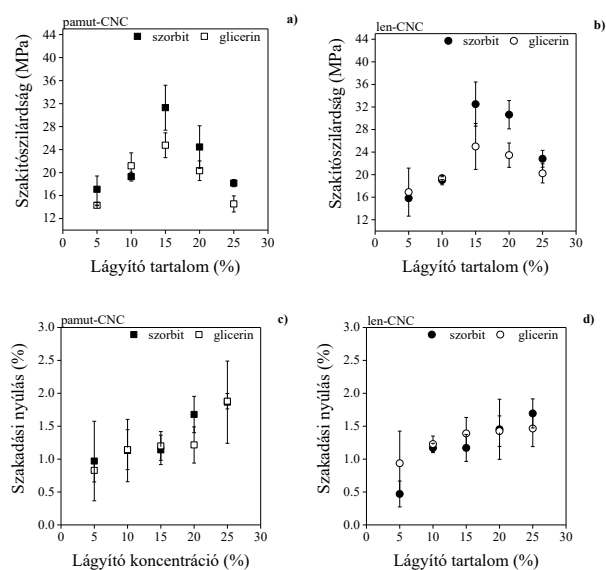 pamut-CNC
a)
szorbit glicerin
Szakítószilárdság (MPa)
44
40
36
32
28
24
20
16
12
0 5 10 15 20 25 30
Lágyító tartalom (%)
len-CNC
b)
szorbit glicerin
Szakítószilárdság (MPa)
44
40
36
32
28
24
20
16
12
0 5 10 15 20 25 30
Lágyító tartalom (%)
pamut-CNC
c)
szorbit glicerin
Szakadási nyúlás (%)
3.0
2.5
2.0
1.5
1.0
0.5
0.0
0 5 10 15 20 25 30
Lágyító koncentráció (%)
len-CNC
d)
szorbit glicerin
Szakadási nyúlás (%)
3.0
2.5
2.0
1.5
1.0
0.5
0.0
0 5 10 15 20 25 30
Lágyító tartalom (%)